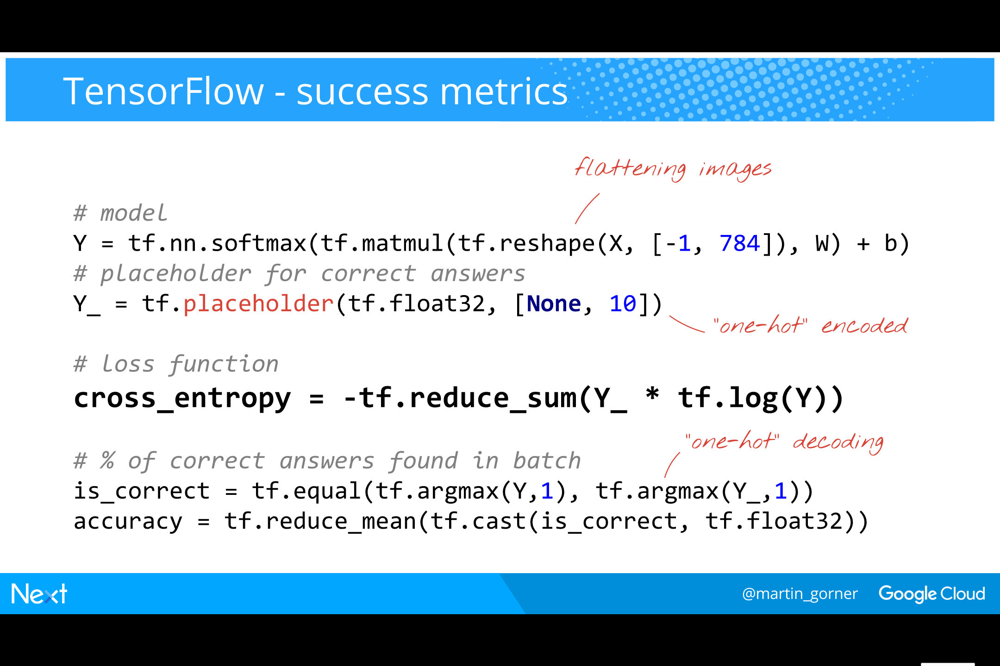 TensorFlow - success metrics
flattening images
# model
Y = tf.nn.softmax(tf.matmul(tf.reshape(X, [-1, 784]), W) + b)
# placeholder for correct answers
Y_ = tf.placeholder(tf.float32, [None, 10])
"one-hot" encoded
# loss function
cross_entropy = -tf.reduce_sum(Y_ * tf.log(Y))
"one-hot" decoding
# % of correct answers found in batch
is_correct = tf.equal(tf.argmax(Y,1), tf.argmax(Y_,1))
accuracy = tf.reduce_mean(tf.cast(is_correct, tf.float32))
Next
@martin_gorner
Google Cloud